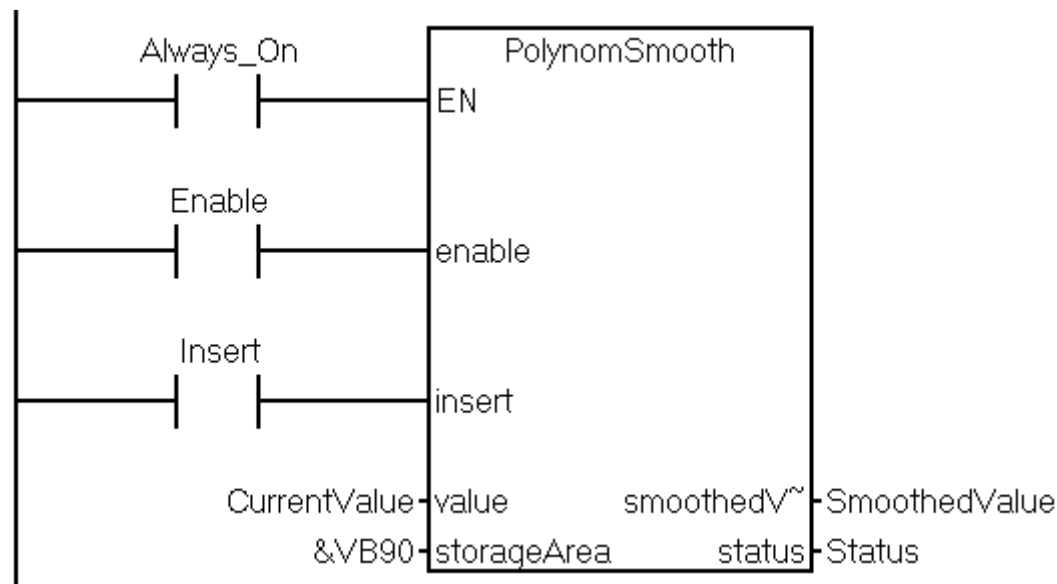 Always_On
PolynomSmooth
EN
Enable
enable
Insert
insert
CurrentValue value smoothedV~ SmoothedValue
&VB90 storageArea status Status